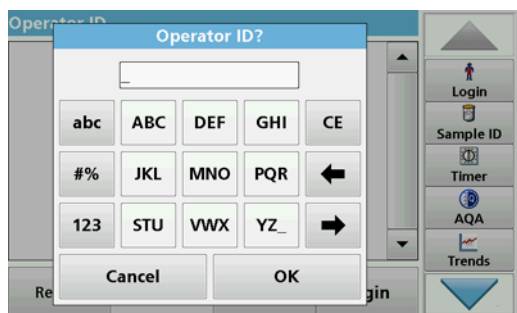 Operator ID
Operator ID?
_
abc ABC DEF GHI CE
#% JKL MNO PQR
123 STU VWX YZ_
Cancel OK
Re
gin
Login
Sample ID
Timer
AQA
Trends